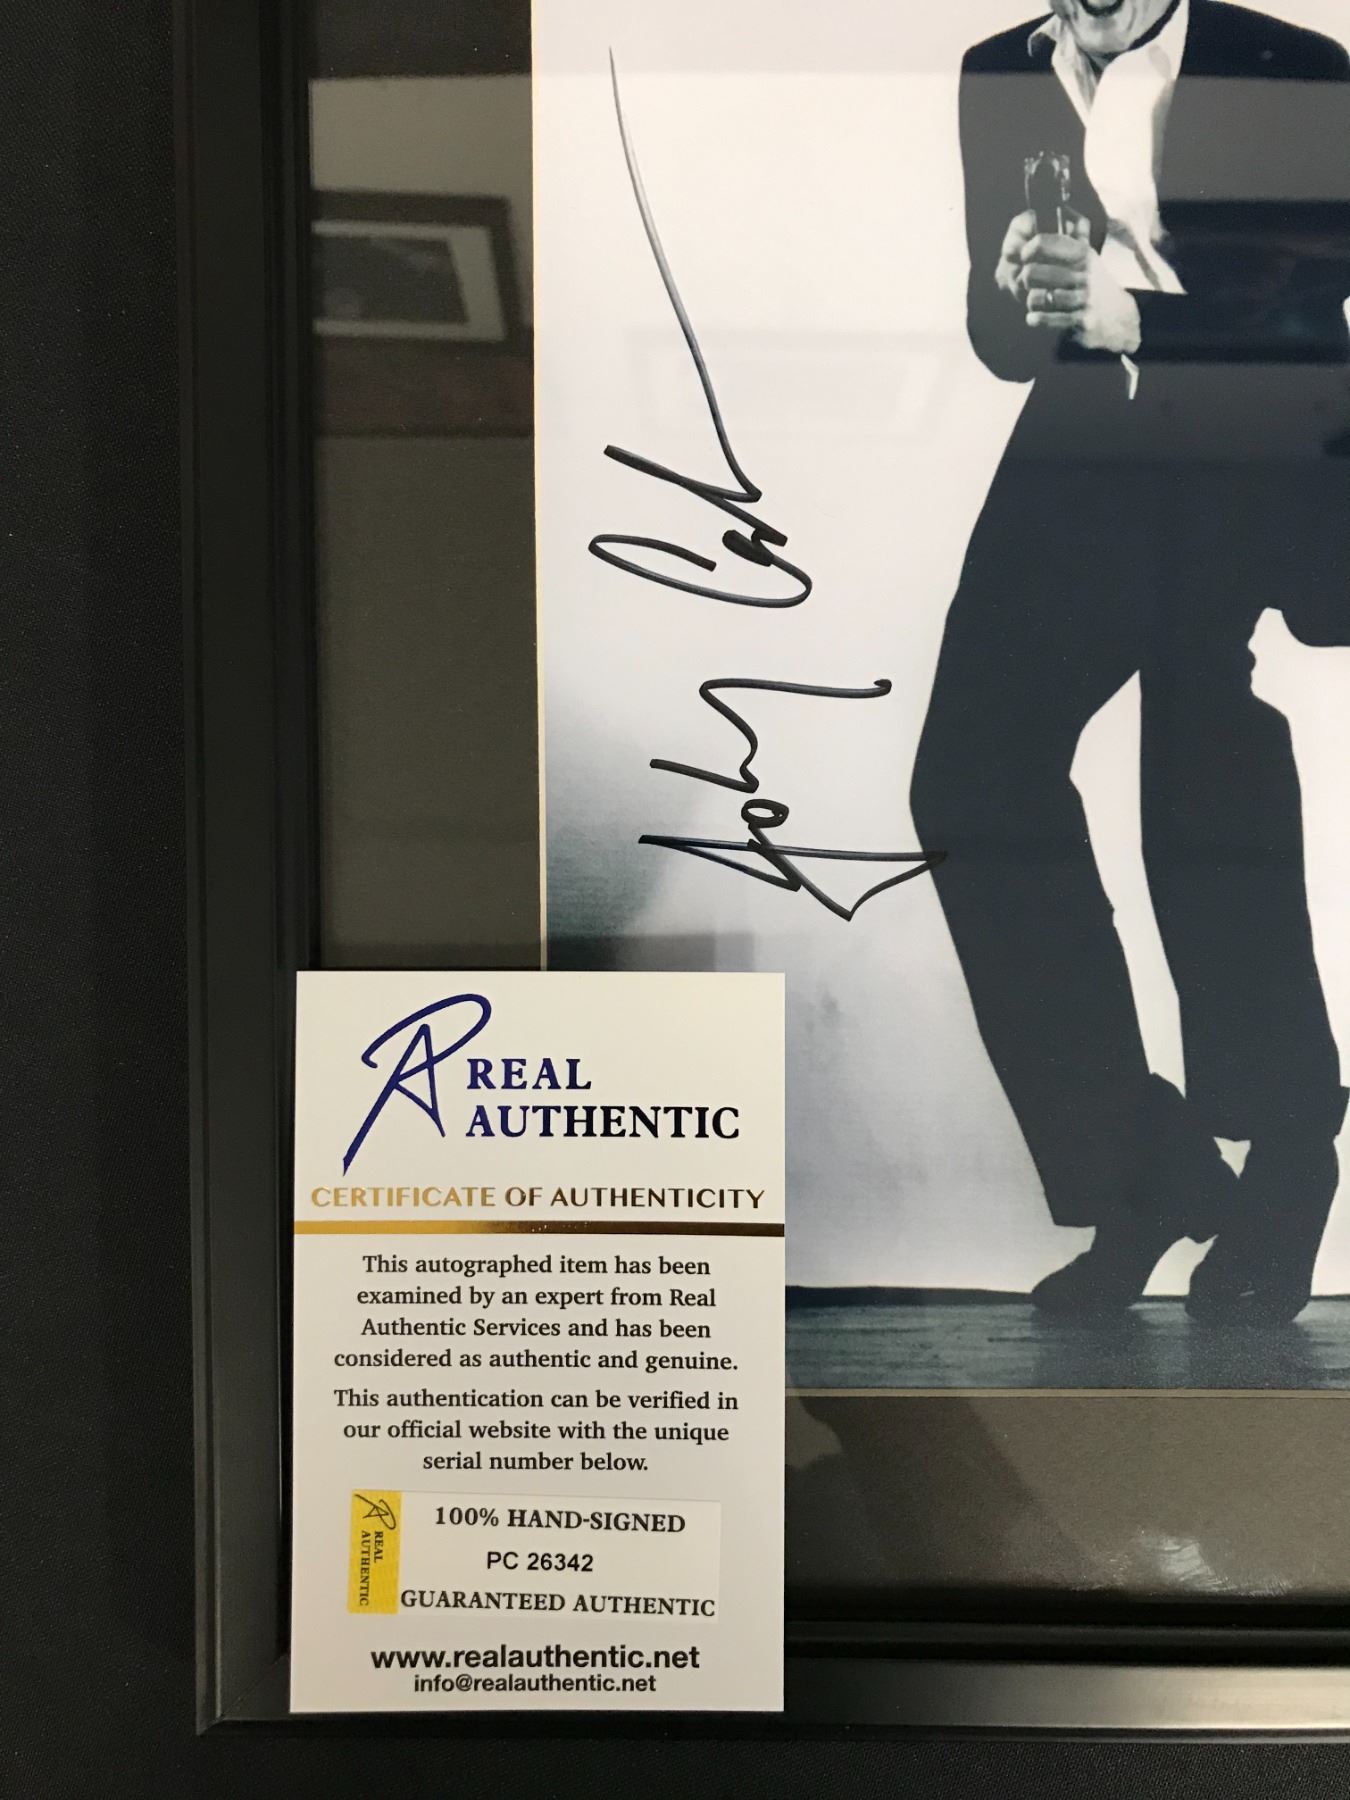 John C
REAL
AUTHENTIC
CERTIFICATE OF AUTHENTICITY
This autographed item has been
examined by an expert from Real
Authentic Services and has been
considered as authentic and genuine.
This authentication can be verified in
our official website with the unique
serial number below.
REAL
AUTHENTIC
100% HAND-SIGNED
PC 26342
GUARANTEED AUTHENTIC
www.realauthentic.net
info@realauthentic.net